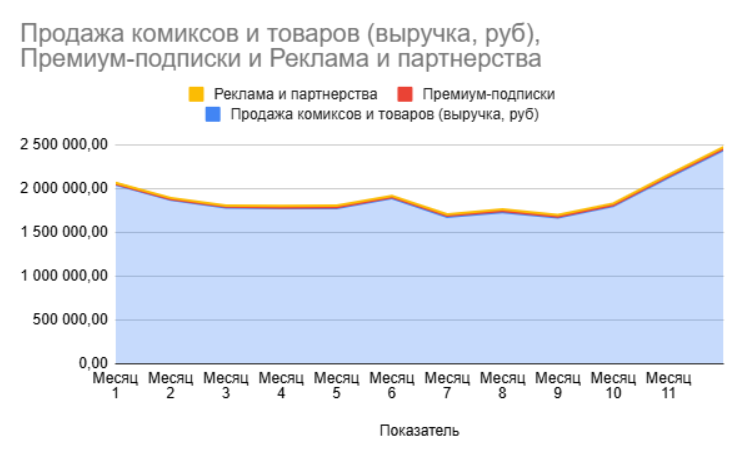 Продажа комиксов и товаров (выручка, руб),
Премиум-подписки и Реклама и партнерства
Реклама и партнерства Премиум-подписки
Продажа комиксов и товаров (выручка, руб)
2 500 000,00
2 000 000,00
1 500 000,00
1 000 000,00
500 000,00
0,00
Месяц Месяц Месяц Месяц Месяц Месяц Месяц Месяц Месяц Месяц Месяц
1 2 3 4 5 6 7 8 9 10 11
Показатель